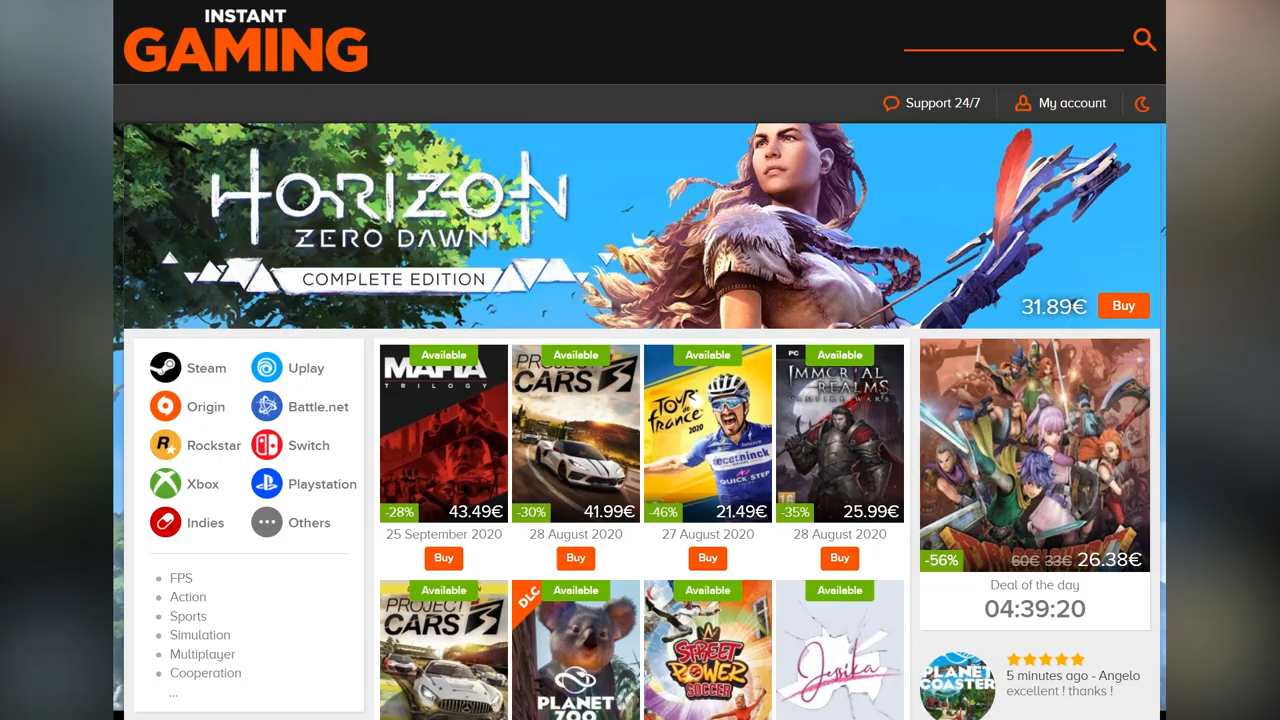 INSTANT
GAMING
Support 24/7
My account
HORIZON
ZERO DAWN
COMPLETE EDITION
31.89€
Buy
Steam
Uplay
Origin
Battle.net
Rockstar
Switch
Xbox
Playstation
Indies
Others
FPS
Action
Sports
Simulation
Multiplayer
Cooperation
...
Available
MAFIA
TRILOGY
-28%
43.49€
25 September 2020
Buy
Available
PROJECT
CARS 3
-30%
41.99€
28 August 2020
Buy
Available
TOUR
de
france
2020
deceuninck
QUICK STEP
-46%
21.49€
27 August 2020
Buy
Available
PC
IMMORTAL
REALMS
VAMPIRE WARS
16
-35%
25.99€
28 August 2020
Buy
Available
PROJECT
CARS 3
DLC
Available
PLANET
ZOO
Available
STREET
POWER
SOCCER
Available
Jessika
-56%
60€ 33€ 26.38€
Deal of the day
04:39:20
PLANET
COASTER
5 minutes ago - Angelo
excellent ! thanks !